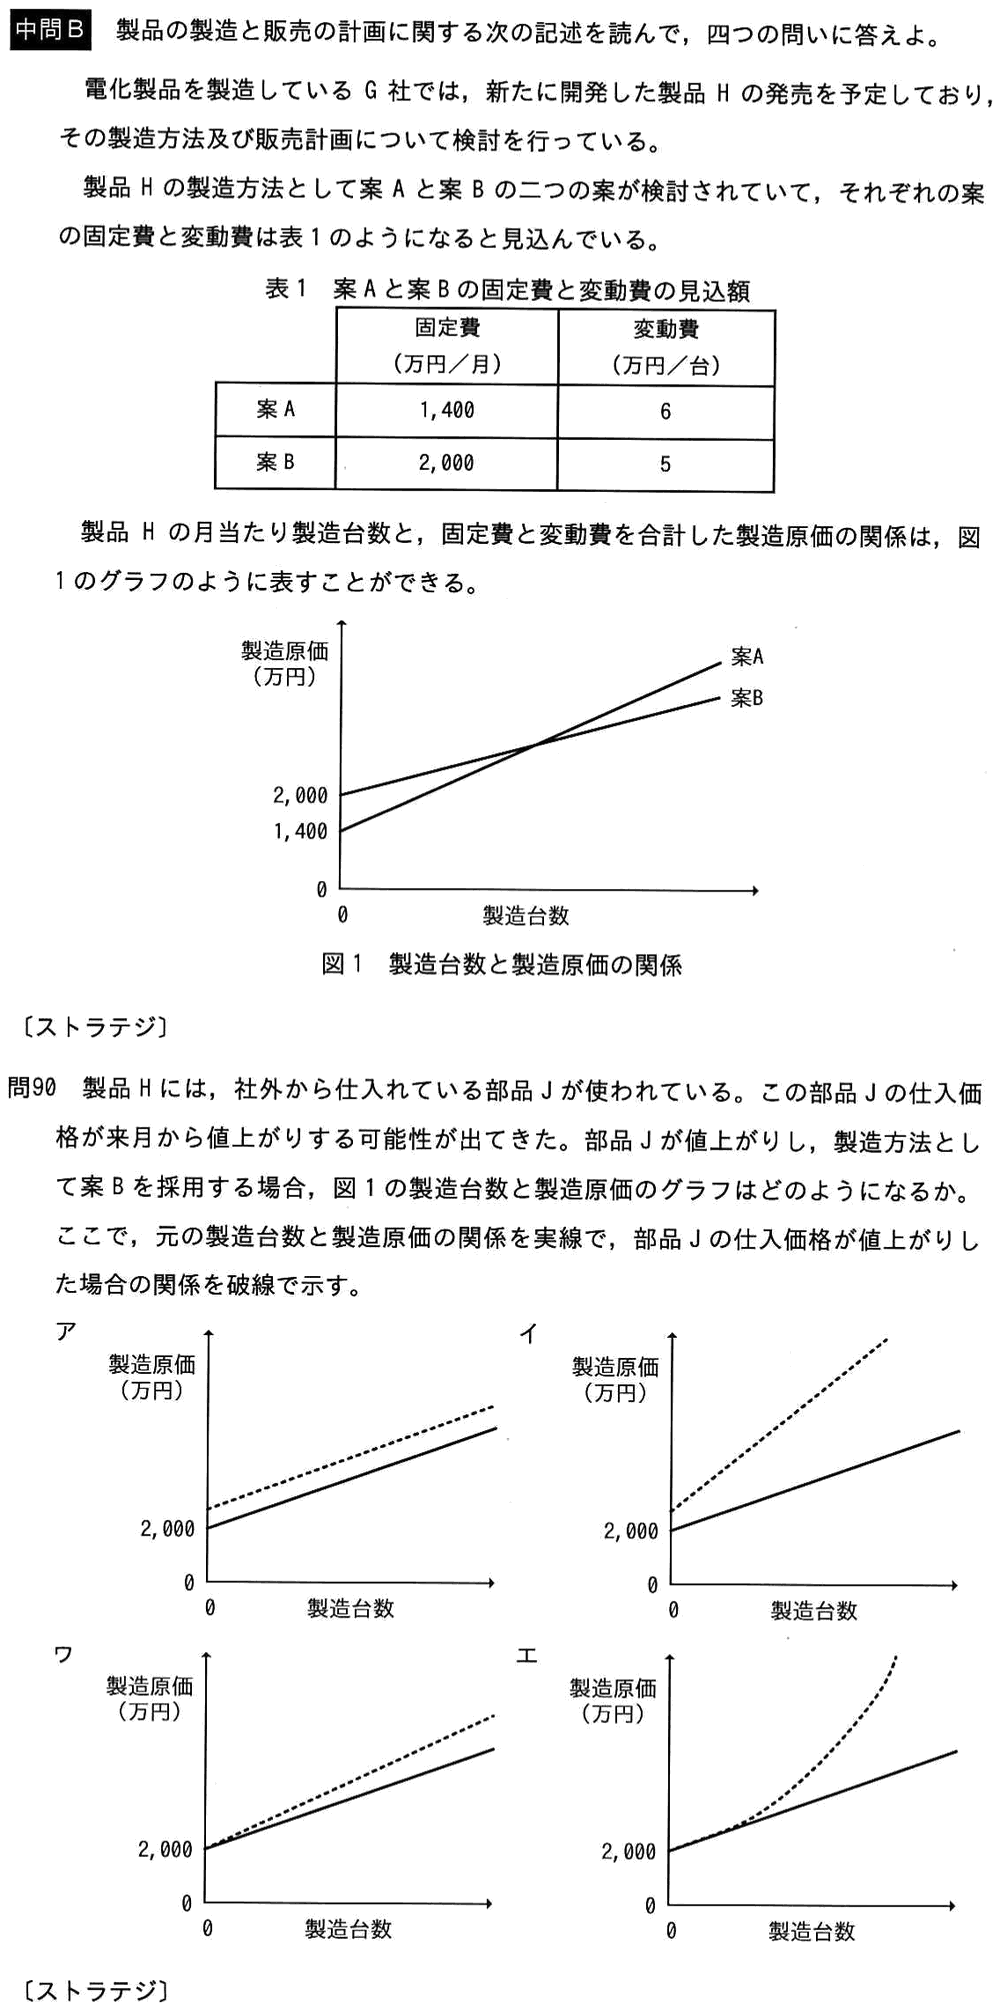 中問B 製品の製造と販売の計画に関する次の記述を読んで，四つの問いに答えよ。
電化製品を製造している G 社では，新たに開発した製品 H の発売を予定しており，
その製造方法及び販売計画について検討を行っている。
製品 H の製造方法として案 A と案 B の二つの案が検討されていて，それぞれの案
の固定費と変動費は表1のようになると見込んでいる。
表1 案Aと案Bの固定費と変動費の見込額
固定費 変動費
（万円／月） （万円／台）
案A 1,400 6
案B 2,000 5
製品 H の月当たり製造台数と，固定費と変動費を合計した製造原価の関係は，図
1のグラフのように表すことができる。
製造原価
（万円）
案A
案B
2,000
1,400
0
0 製造台数
図1 製造台数と製造原価の関係
〔ストラテジ〕
問90 製品Hには，社外から仕入れている部品Jが使われている。この部品Jの仕入価
格が来月から値上がりする可能性が出てきた。部品Jが値上がりし，製造方法とし
て案Bを採用する場合，図1の製造台数と製造原価のグラフはどのようになるか。
ここで，元の製造台数と製造原価の関係を実線で，部品Jの仕入価格が値上がりし
た場合の関係を破線で示す。
ア
製造原価
（万円）
2,000
0
0 製造台数
イ
製造原価
（万円）
2,000
0
0 製造台数
ワ
製造原価
（万円）
2,000
0
0 製造台数
エ
製造原価
（万円）
2,000
0
0 製造台数
〔ストラテジ〕